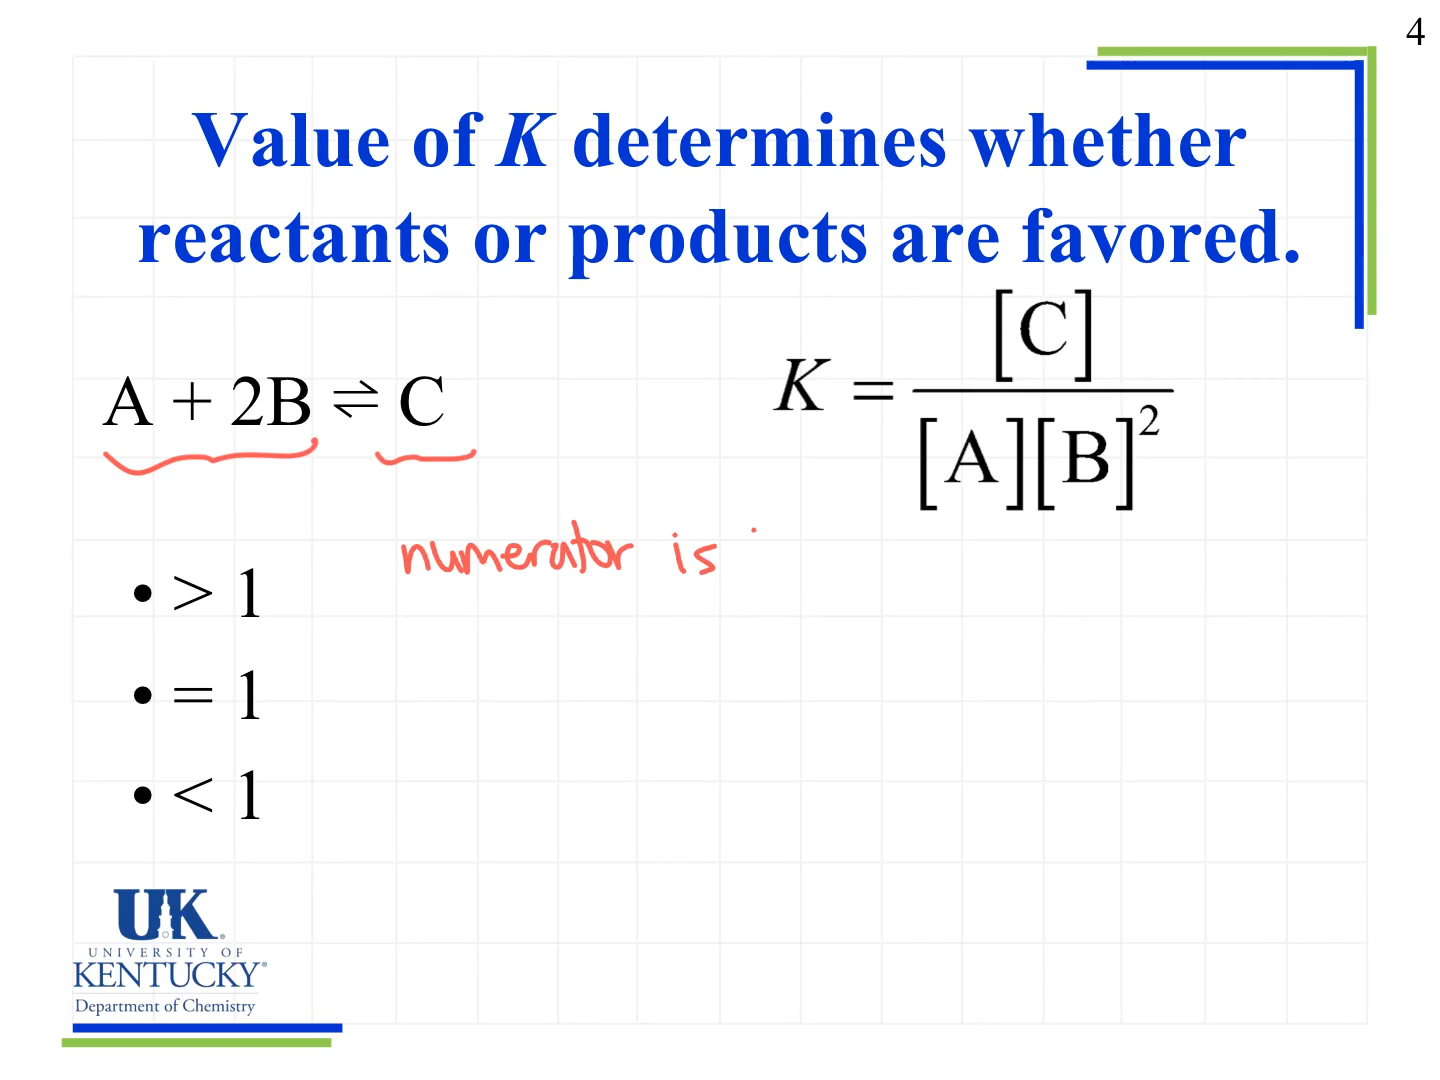 4
Value of K determines whether
reactants or products are favored.
A + 2B ⇌ C
K = [C] / [A][B]²
numerator is
• > 1
• = 1
• < 1
UK
UNIVERSITY OF
KENTUCKY®
Department of Chemistry